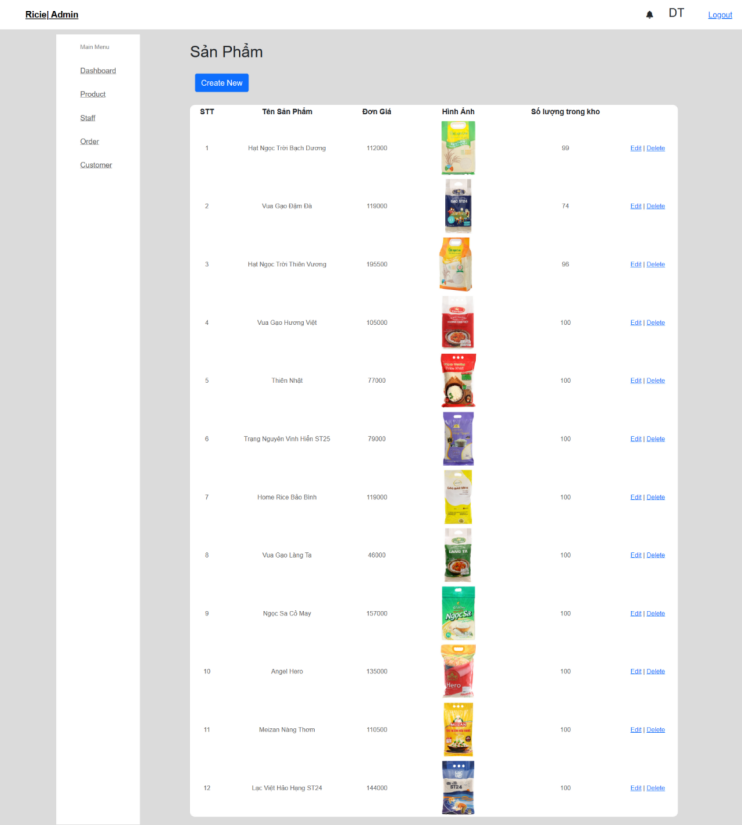 Ricie| Admin
DT
Logout
Main Menu
Dashboard
Product
Staff
Order
Customer
Sản Phẩm
Create New
STT Tên Sản Phẩm Đơn Giá Hình Ảnh Số lượng trong kho
1 Hạt Ngọc Trời Bạch Dương 112000 99 Edit | Delete
2 Vua Gạo Đậm Đà 118000 74 Edit | Delete
3 Hạt Ngọc Trời Thiên Vương 195500 96 Edit | Delete
4 Vua Gạo Hương Việt 105000 100 Edit | Delete
5 Thiên Nhật 77000 100 Edit | Delete
6 Trạng Nguyên Vinh Hiển ST25 79000 100 Edit | Delete
7 Home Rice Bảo Bình 118000 100 Edit | Delete
8 Vua Gạo Làng Ta 46000 100 Edit | Delete
9 Ngọc Sa Cỏ May 157000 100 Edit | Delete
NgọcSa
10 Angel Hero 135000 100 Edit | Delete
Hero
11 Meizan Nàng Thơm 110500 100 Edit | Delete
12 Lạc Việt Hảo Hạng ST24 144000 100 Edit | Delete